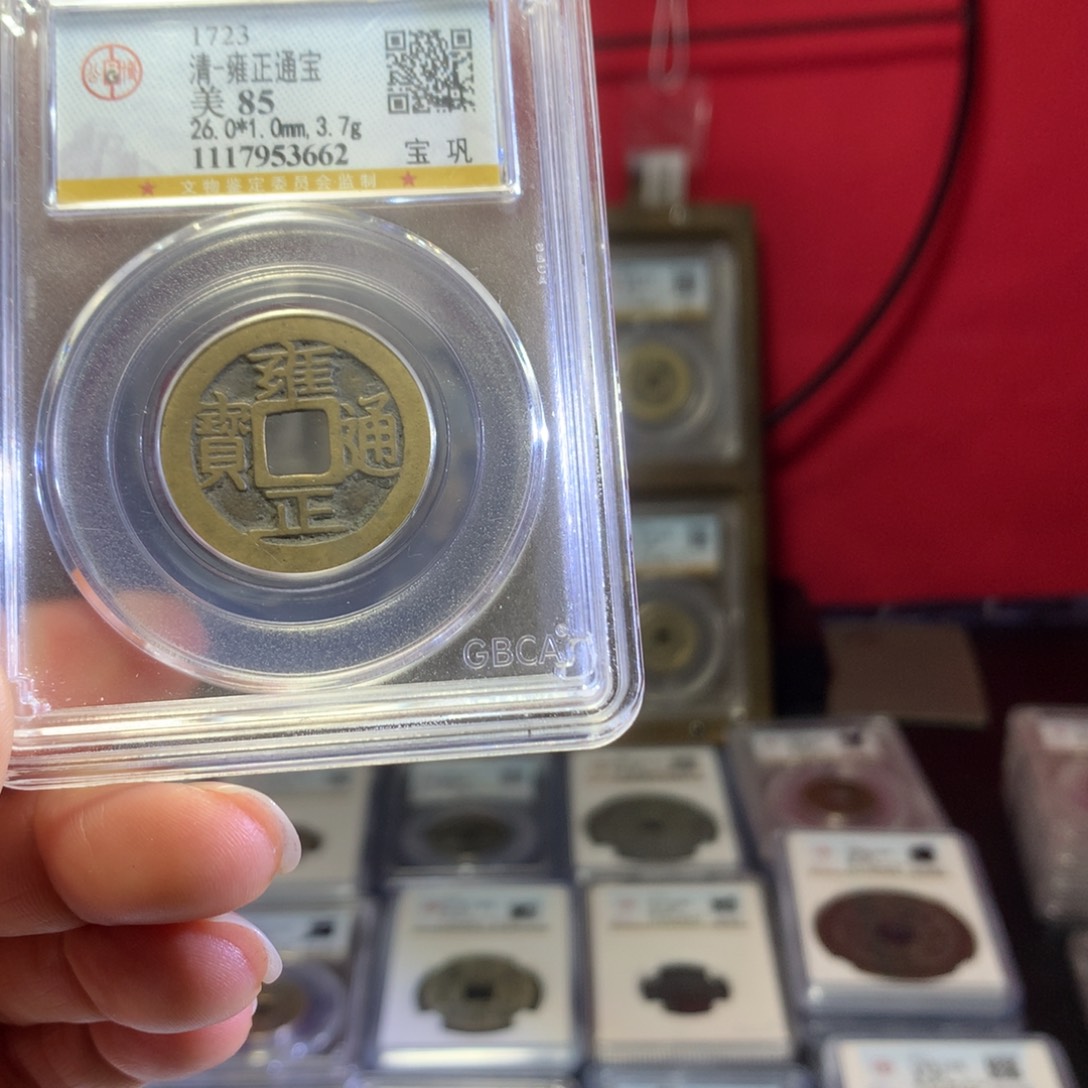 1723
清-雍正通宝
美 85
26.0*1.0mm, 3.7g
1117953662 宝 巩
★ 文物鉴定委员会监制 ★
雍
寶 通
正
GBCA